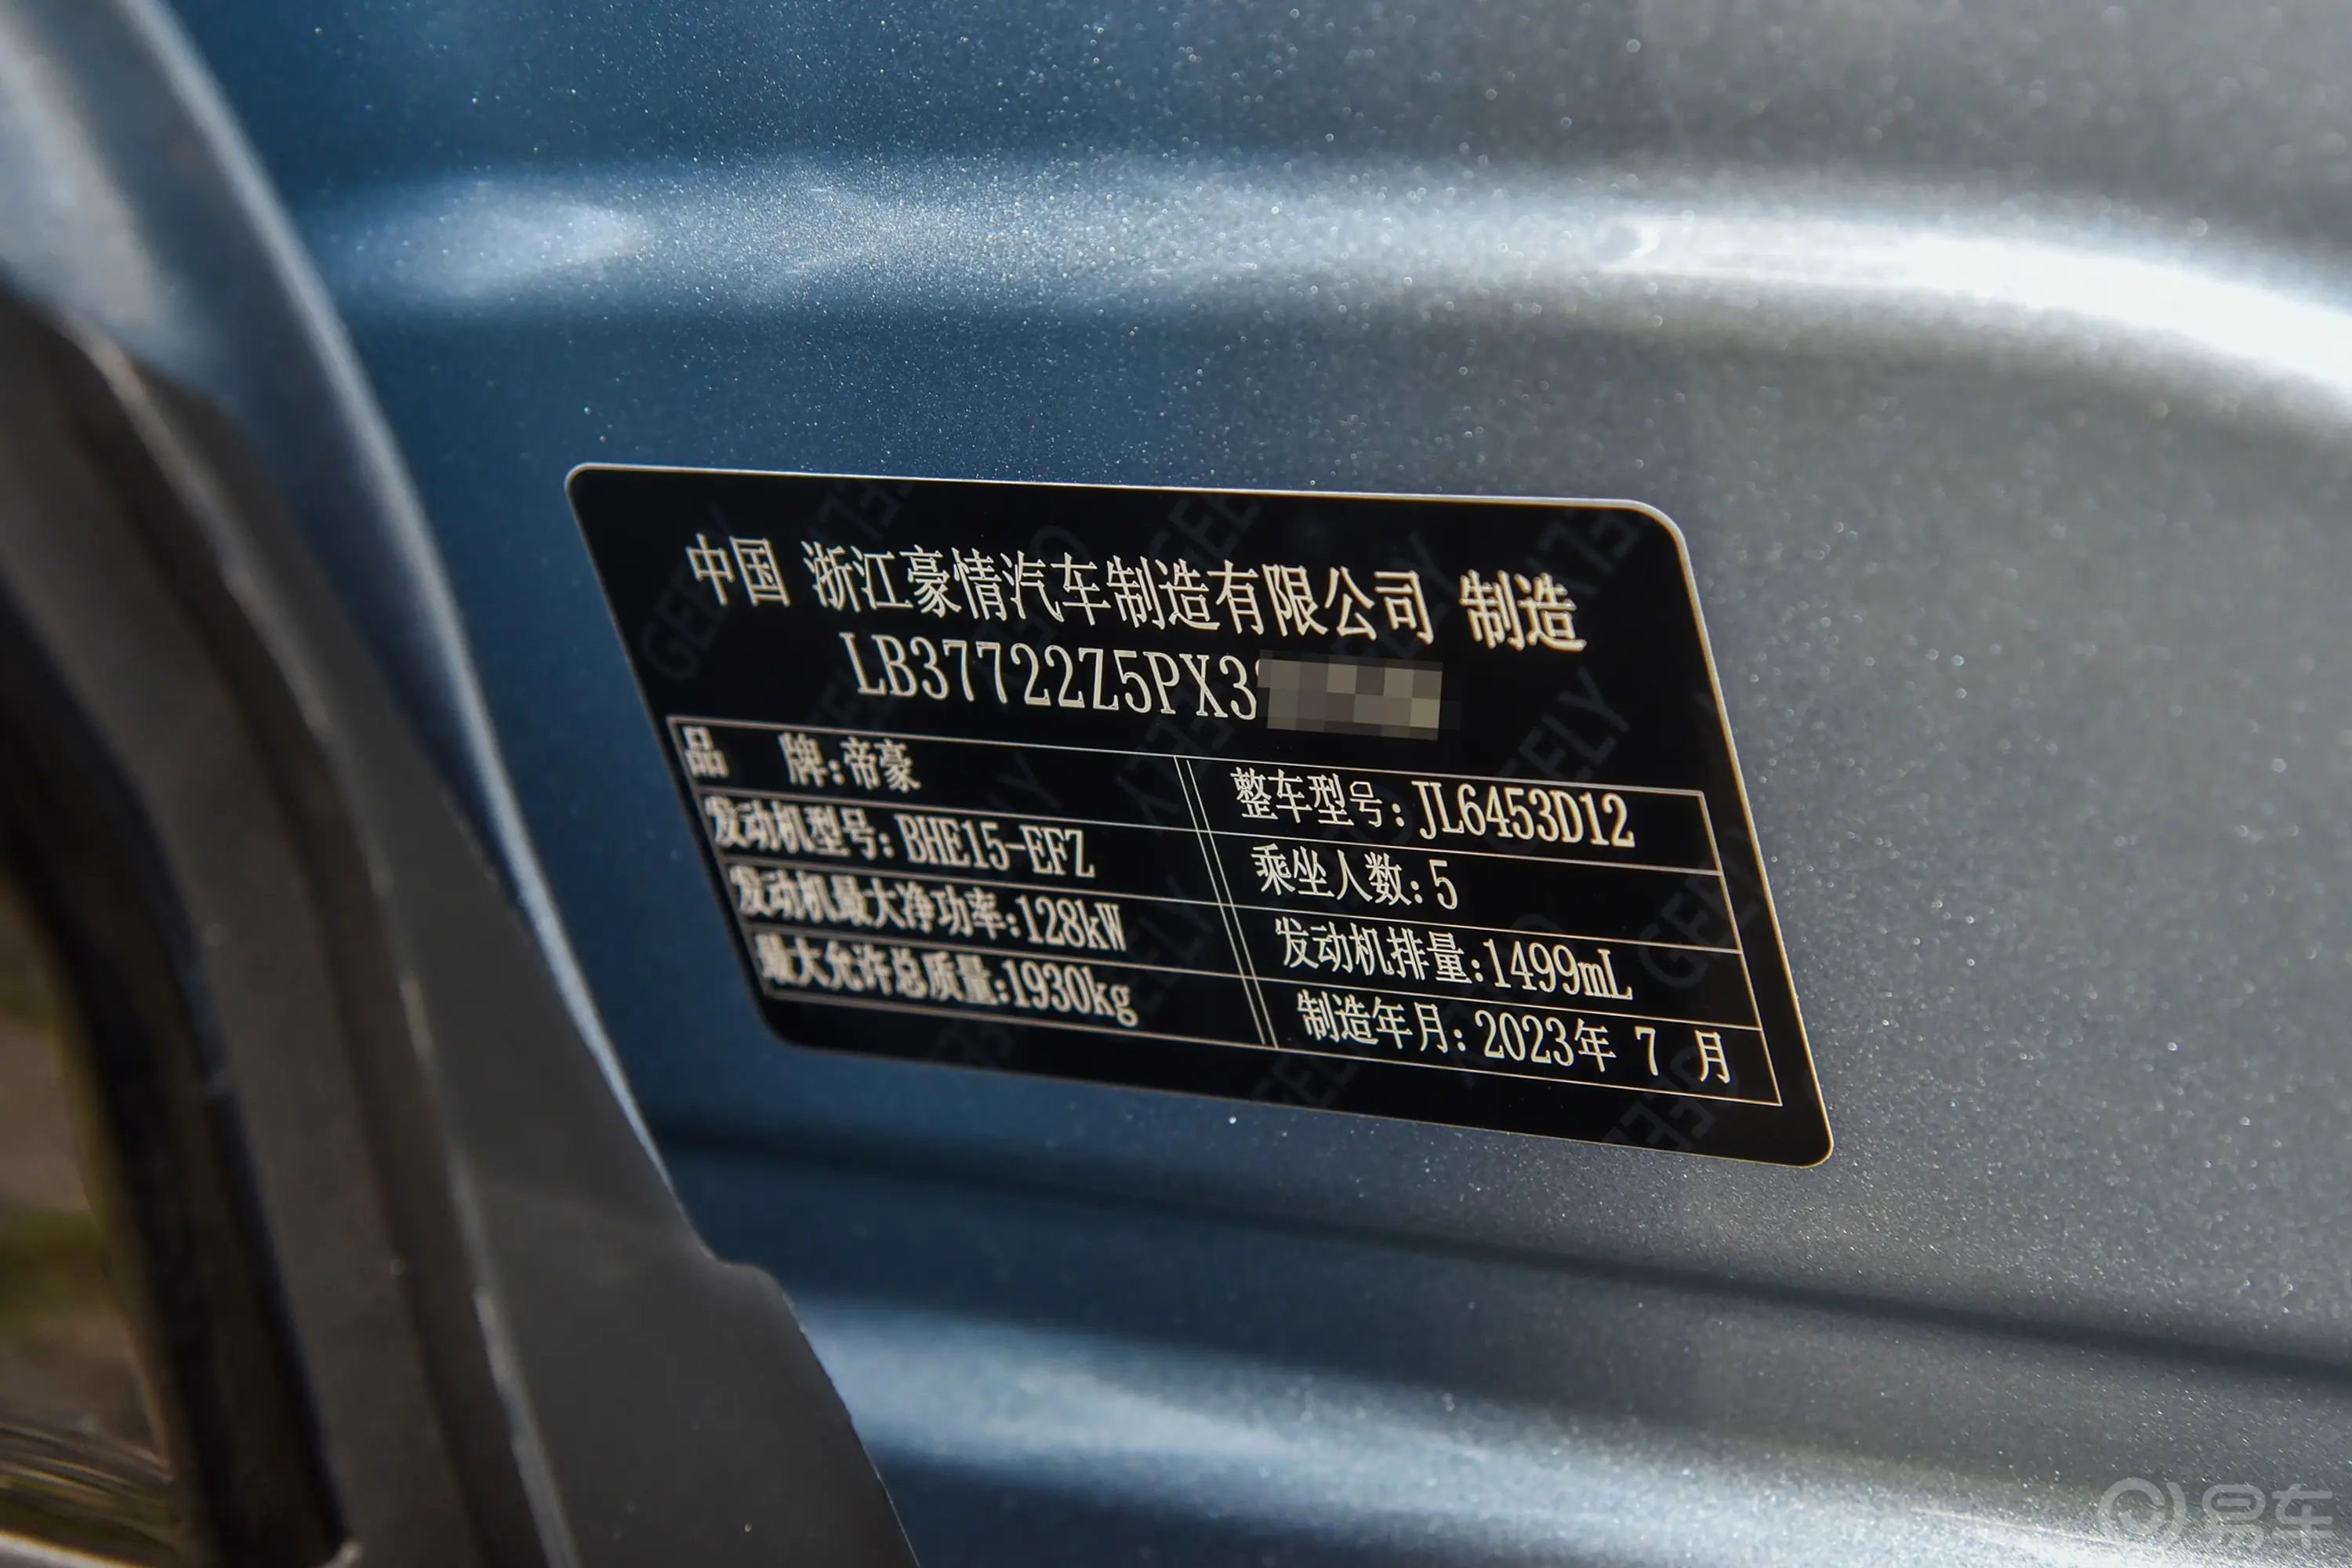 中国 浙江豪情汽车制造有限公司 制造
LB37722Z5PX3
品 牌:帝豪 整车型号:JL6453D12
发动机型号:BHE15-EFZ 乘坐人数:5
发动机最大净功率:128kW 发动机排量:1499mL
最大允许总质量:1930kg 制造年月:2023年 7 月
易车